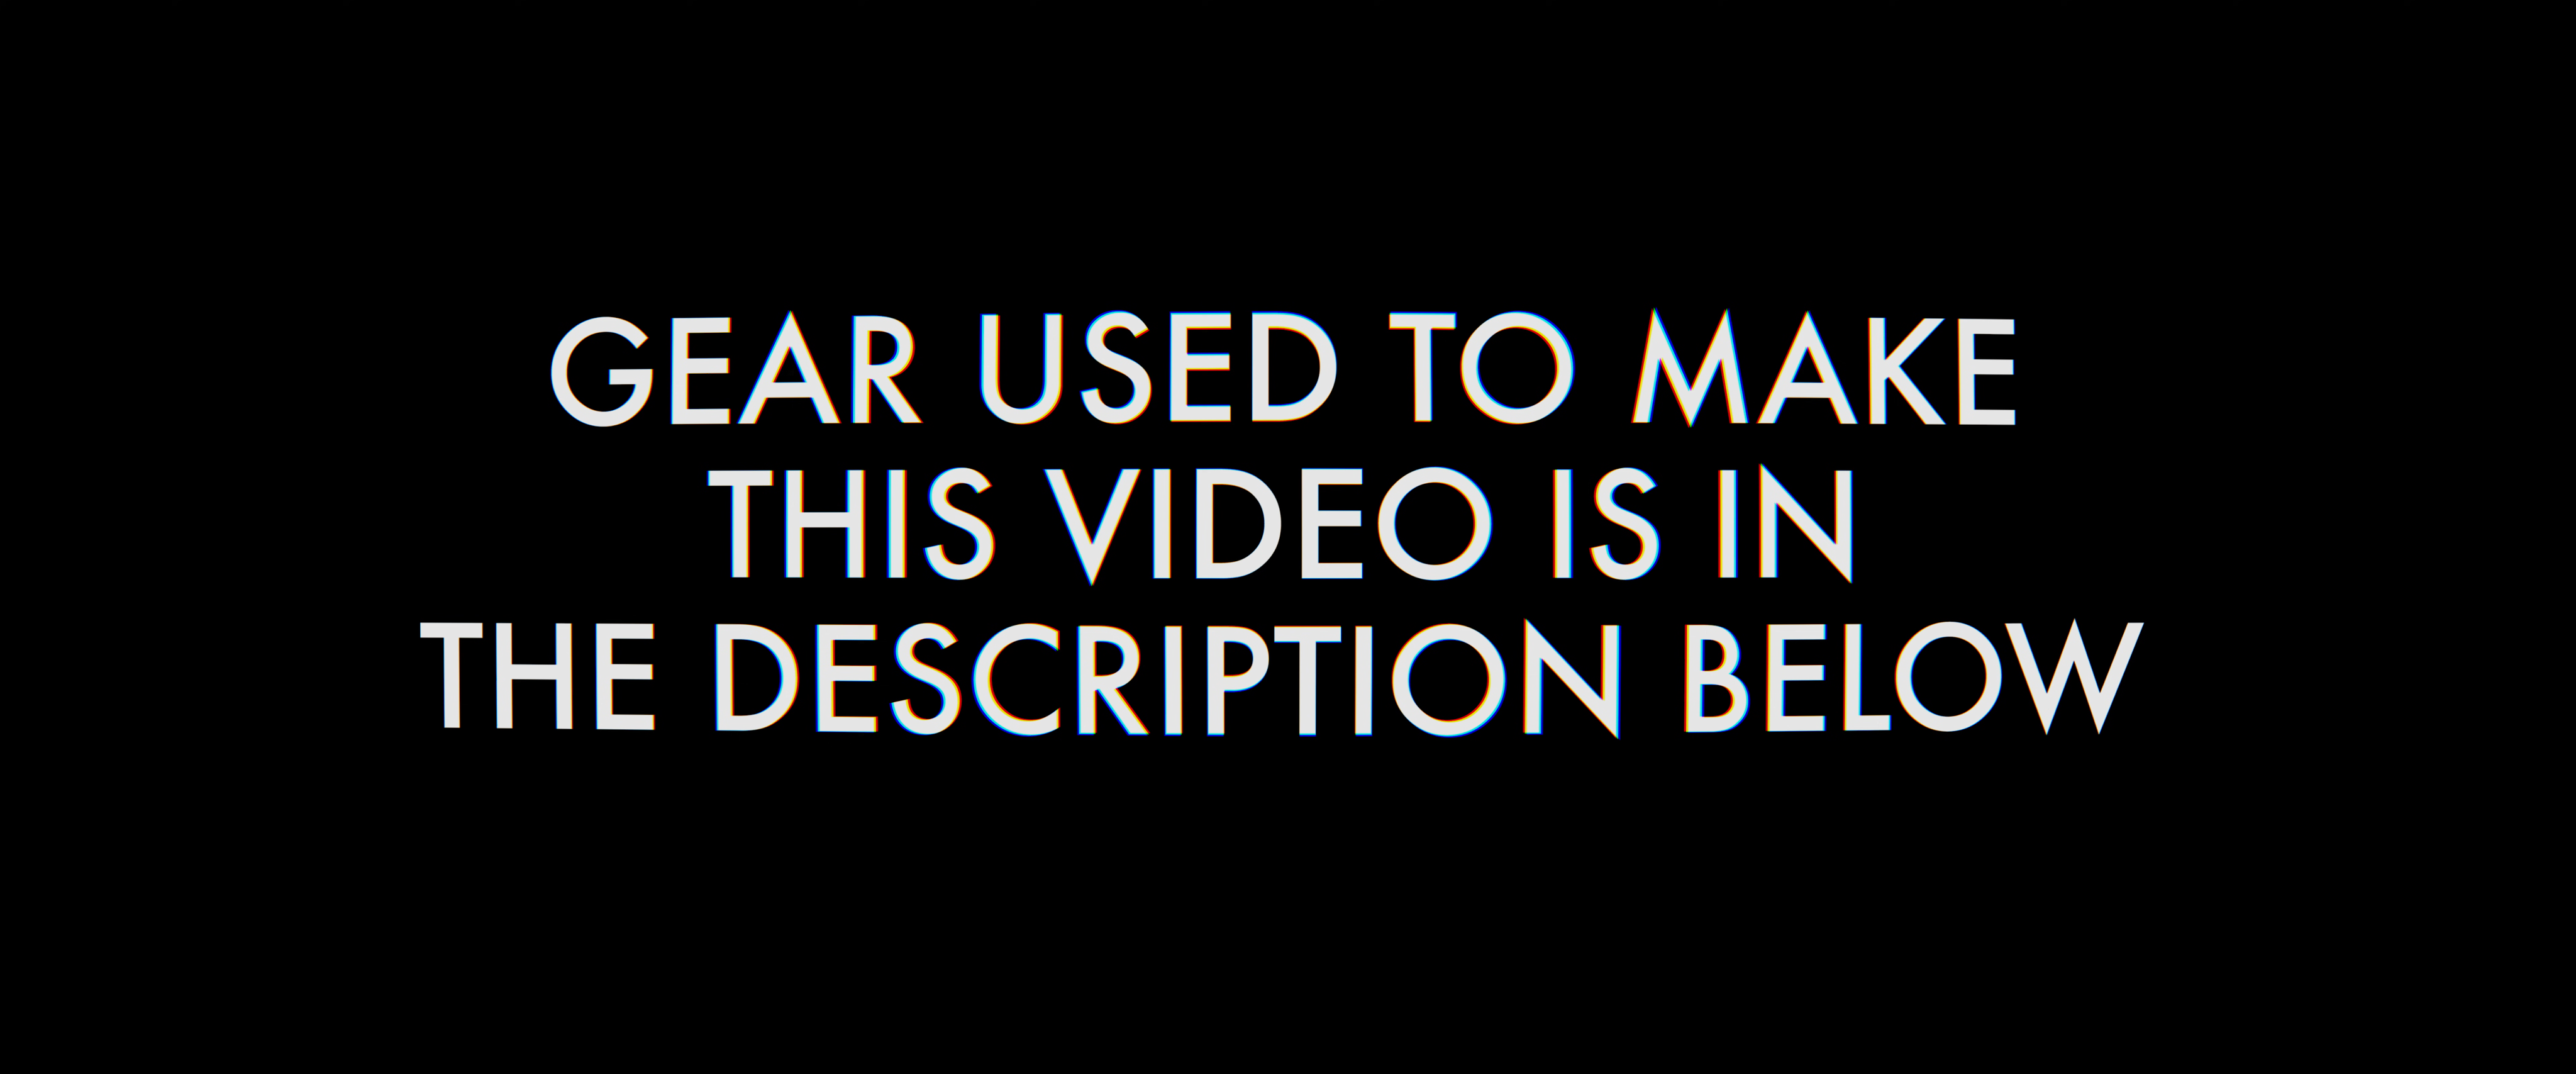 GEAR USED TO MAKE
THIS VIDEO IS IN
THE DESCRIPTION BELOW